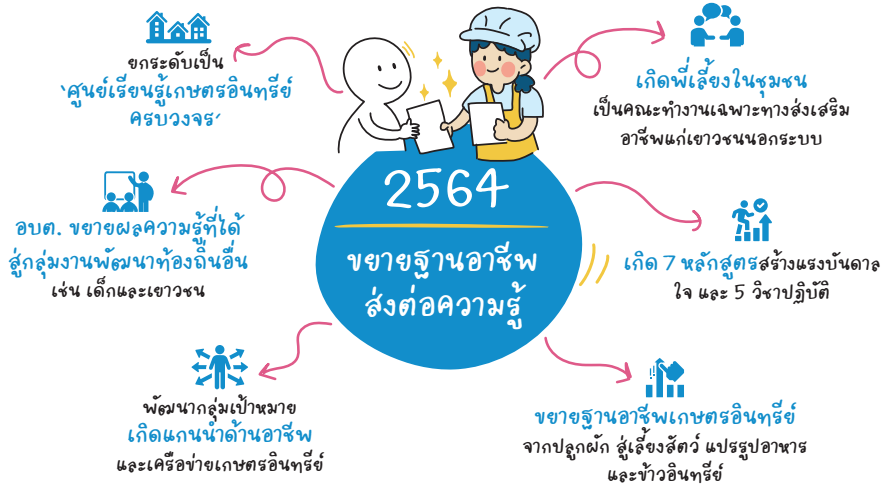 2564
ขยายฐานอาชีพ
ส่งต่อความรู้
ยกระดับเป็น
‘ศูนย์เรียนรู้เกษตรอินทรีย์
ครบวงจร’
อบต. ขยายผลความรู้ที่ได้
สู่กลุ่มงานพัฒนาท้องถิ่นอื่น
เช่น เด็กและเยาวชน
พัฒนากลุ่มเป้าหมาย
เกิดแกนนำด้านอาชีพ
และเครือข่ายเกษตรอินทรีย์
เกิดพี่เลี้ยงในชุมชน
เป็นคณะทำงานเฉพาะทางส่งเสริม
อาชีพแก่เยาวชนนอกระบบ
เกิด 7 หลักสูตรสร้างแรงบันดาล
ใจ และ 5 วิชาปฏิบัติ
ขยายฐานอาชีพเกษตรอินทรีย์
จากปลูกผัก สู่เลี้ยงสัตว์ แปรรูปอาหาร
และข้าวอินทรีย์